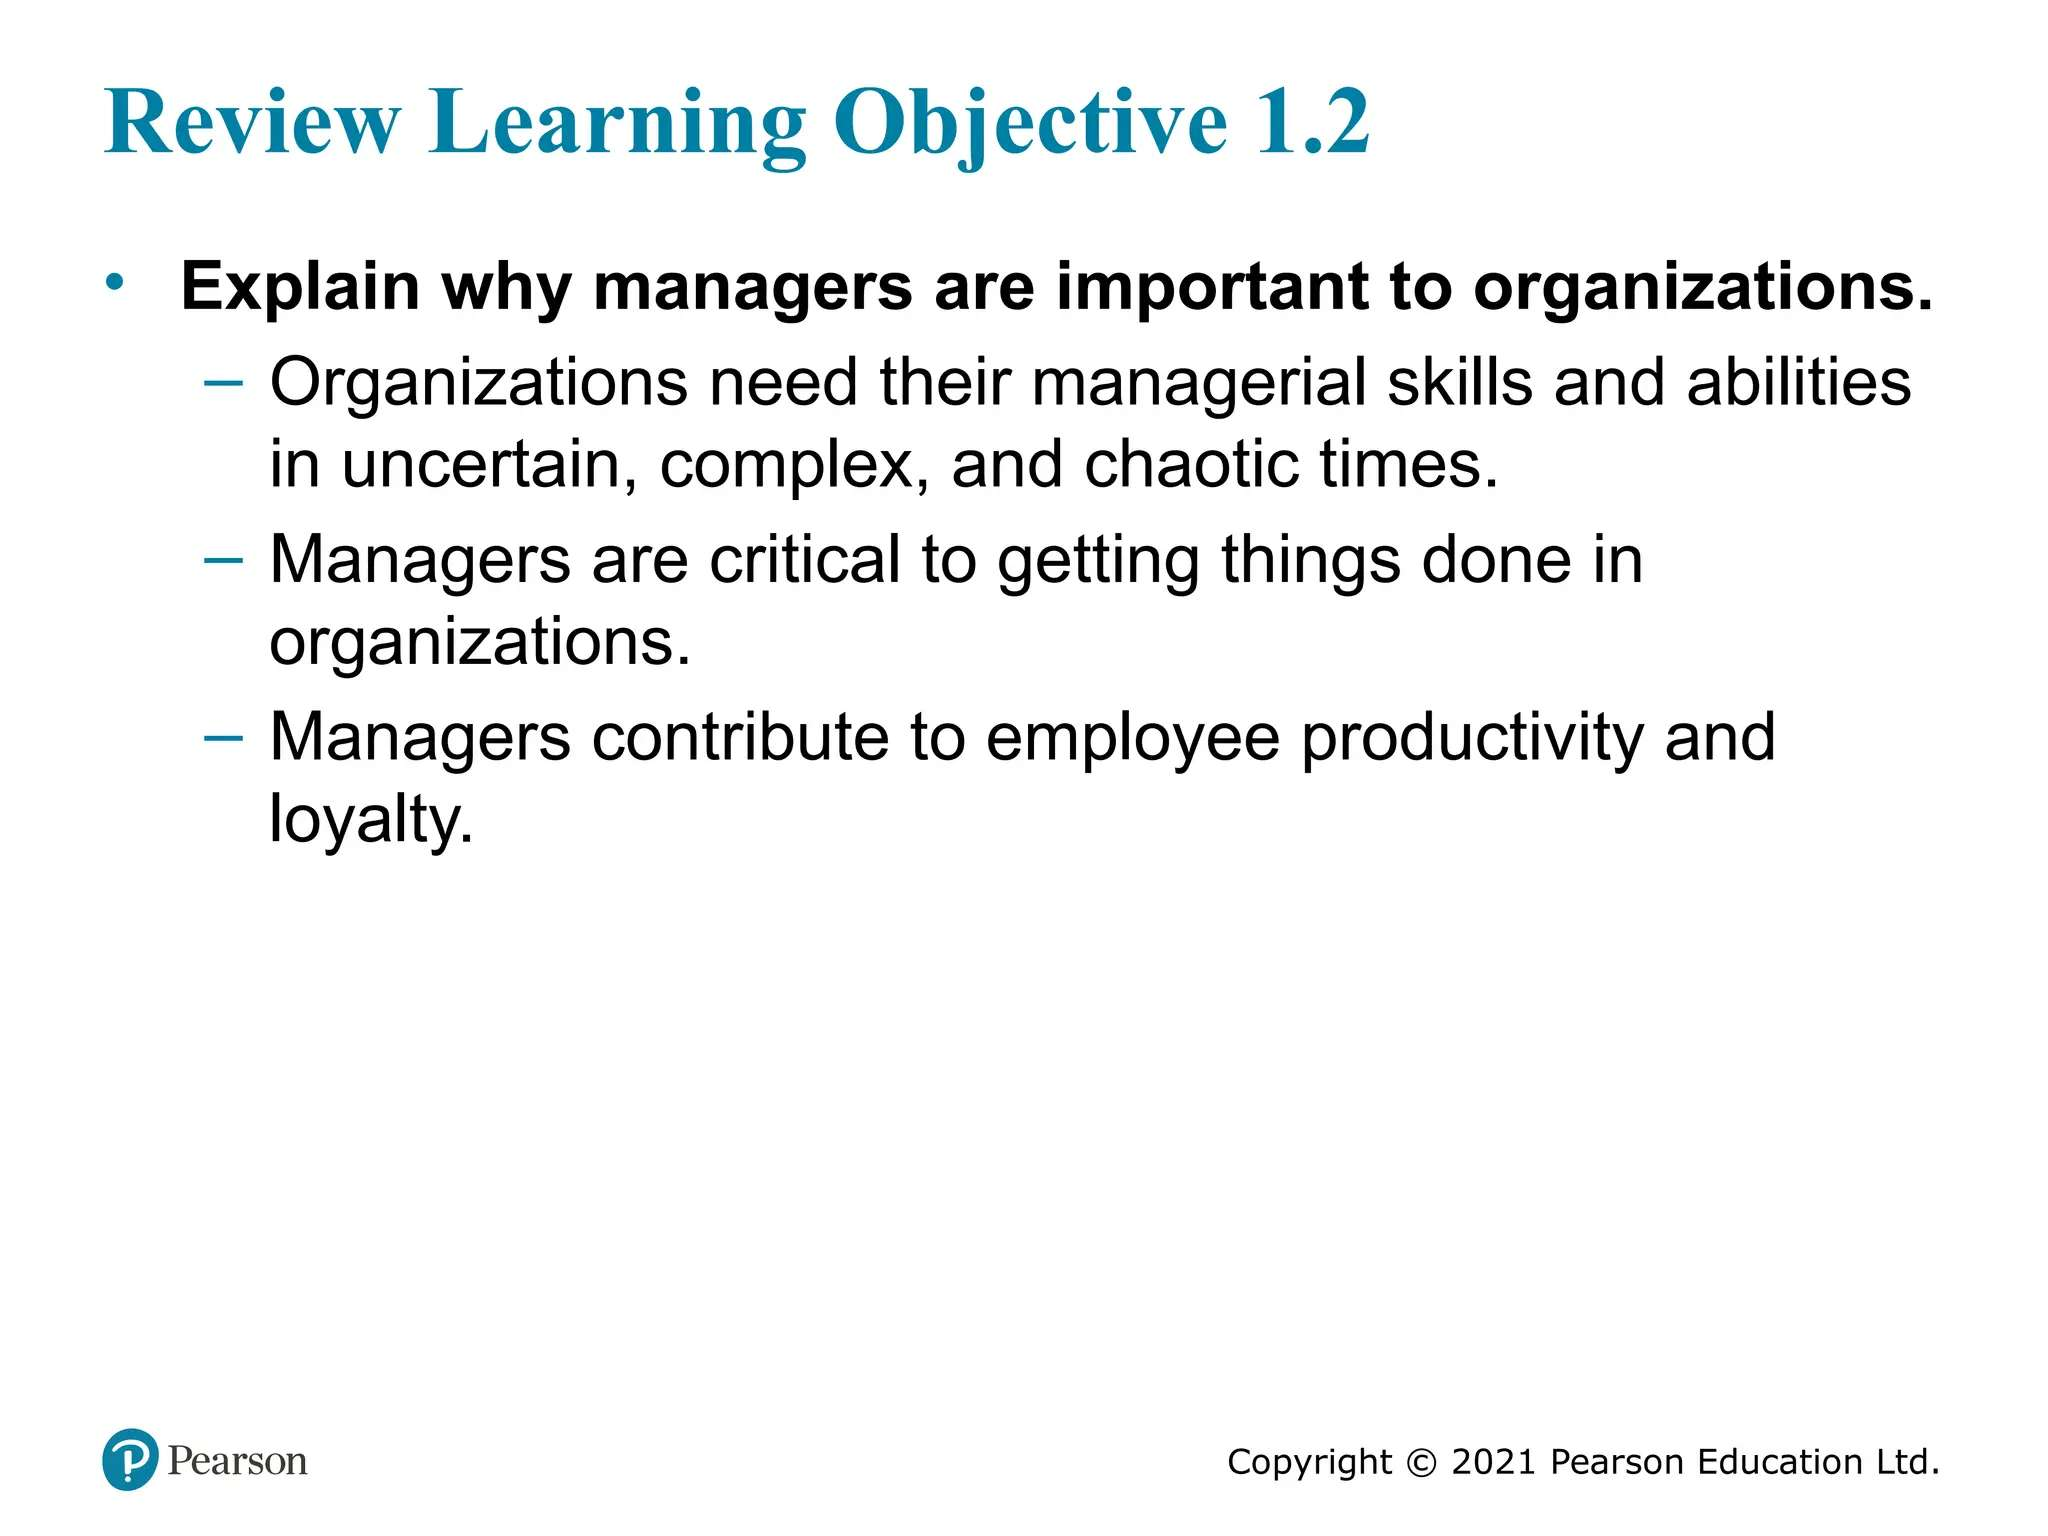 Review Learning Objective 1.2
• Explain why managers are important to organizations.
– Organizations need their managerial skills and abilities
in uncertain, complex, and chaotic times.
– Managers are critical to getting things done in
organizations.
– Managers contribute to employee productivity and
loyalty.
Pearson
Copyright © 2021 Pearson Education Ltd.